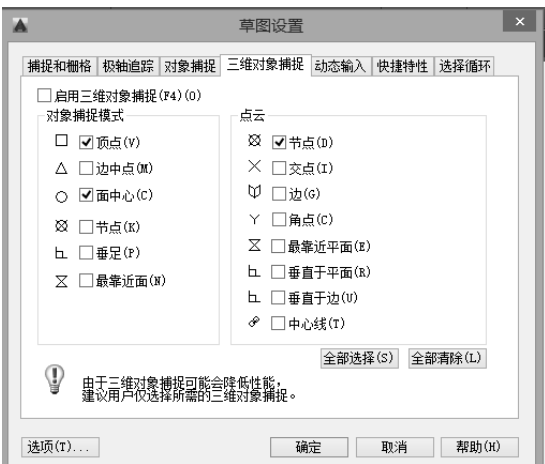 草图设置
捕捉和栅格 极轴追踪 对象捕捉 三维对象捕捉 动态输入 快捷特性 选择循环
启用三维对象捕捉(F4)(O)
对象捕捉模式
顶点(V)
边中点(M)
面中心(C)
节点(K)
垂足(P)
最靠近面(N)
点云
节点(D)
交点(I)
边(G)
角点(C)
最靠近平面(E)
垂直于平面(R)
垂直于边(U)
中心线(T)
全部选择(S) 全部清除(L)
由于三维对象捕捉可能会降低性能，
建议用户仅选择所需的三维对象捕捉。
选项(T)... 确定 取消 帮助(H)